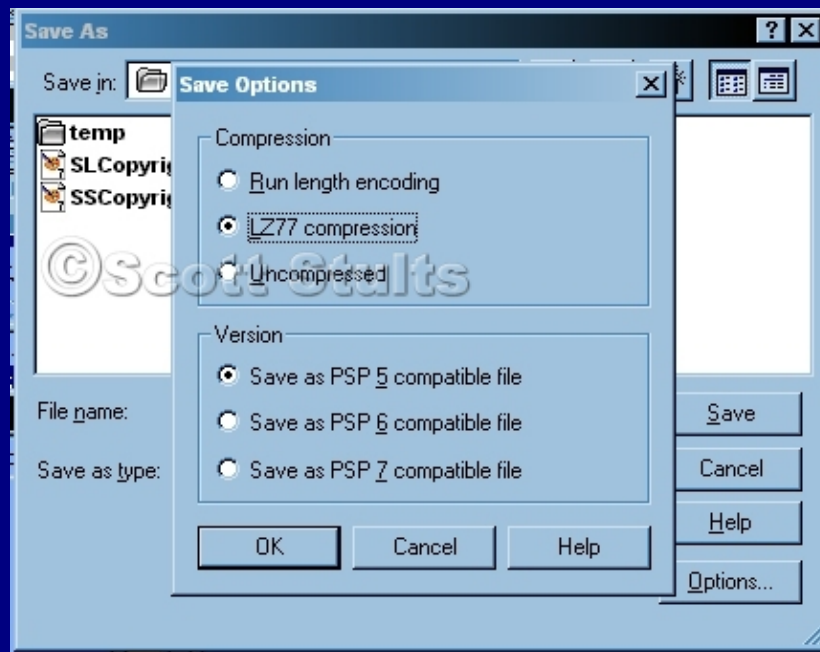 Save As
Save in:
Save Options
temp
SLCopyrig
SSCopyrig
Compression
Run length encoding
LZ77 compression
Uncompressed
©Scott Stults
Version
Save as PSP 5 compatible file
Save as PSP 6 compatible file
Save as PSP 7 compatible file
File name:
Save as type:
OK
Cancel
Help
Save
Cancel
Help
Options...